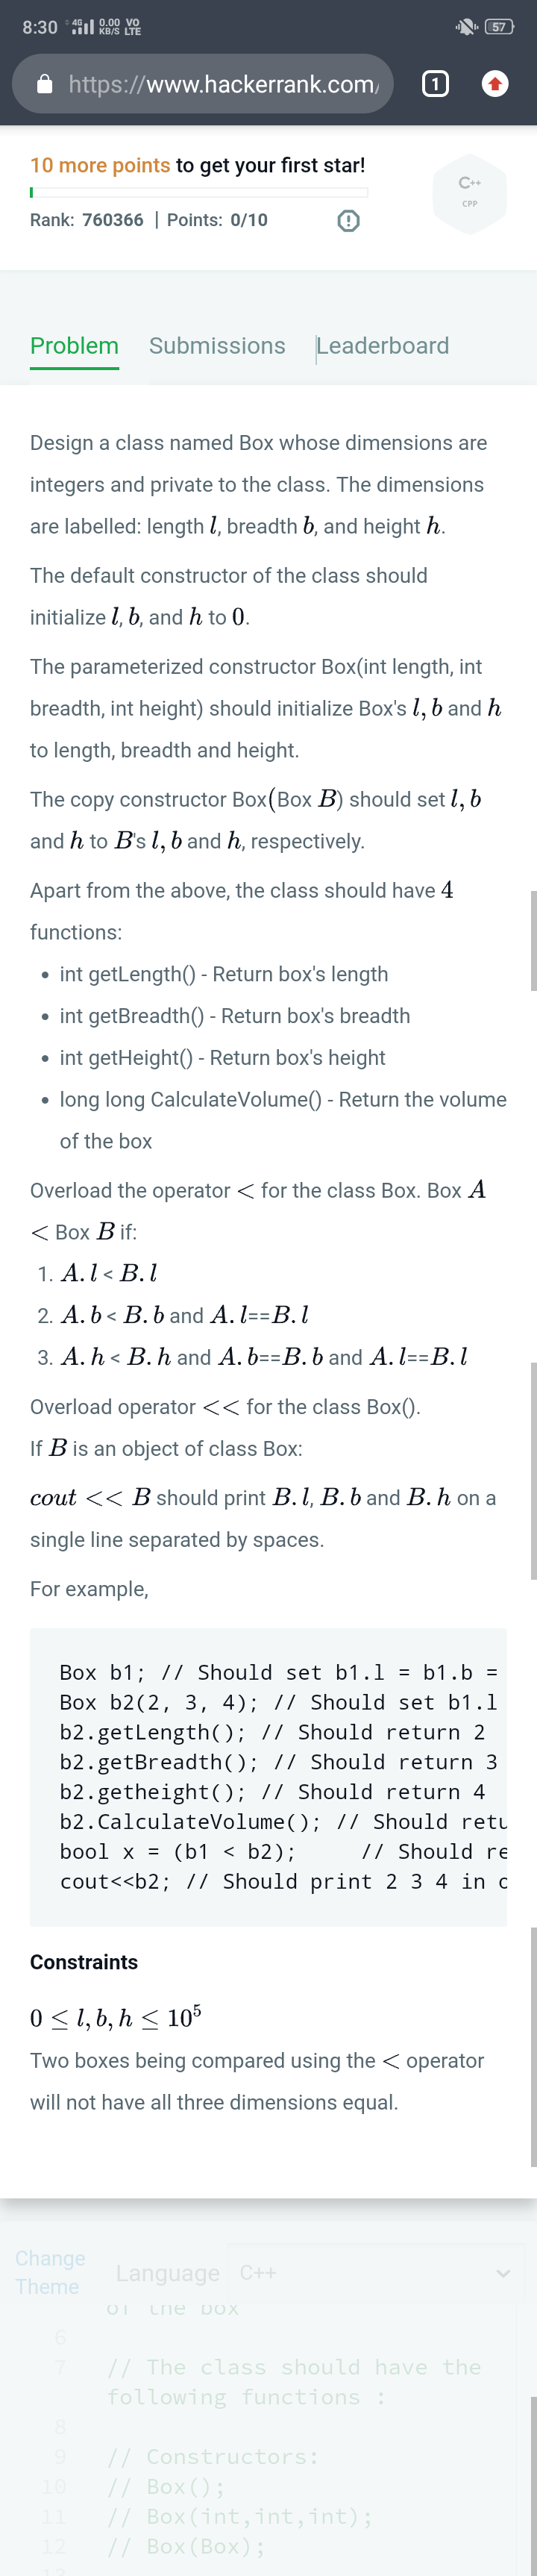 8:30 4G 0.00 KB/S VO LTE 57
https://www.hackerrank.com/ 1
10 more points to get your first star!
Rank: 760366 | Points: 0/10
C++
CPP
Problem Submissions Leaderboard
Design a class named Box whose dimensions are
integers and private to the class. The dimensions
are labelled: length l, breadth b, and height h.
The default constructor of the class should
initialize l, b, and h to 0.
The parameterized constructor Box(int length, int
breadth, int height) should initialize Box's l, b and h
to length, breadth and height.
The copy constructor Box(Box B) should set l, b
and h to B's l, b and h, respectively.
Apart from the above, the class should have 4
functions:
• int getLength() - Return box's length
• int getBreadth() - Return box's breadth
• int getHeight() - Return box's height
• long long CalculateVolume() - Return the volume
of the box
Overload the operator < for the class Box. Box A
< Box B if:
1. A.l < B.l
2. A.b < B.b and A.l==B.l
3. A.h < B.h and A.b==B.b and A.l==B.l
Overload operator << for the class Box().
If B is an object of class Box:
cout << B should print B.l, B.b and B.h on a
single line separated by spaces.
For example,
Box b1; // Should set b1.l = b1.b =
Box b2(2, 3, 4); // Should set b1.l
b2.getLength(); // Should return 2
b2.getBreadth(); // Should return 3
b2.getheight(); // Should return 4
b2.CalculateVolume(); // Should retu
bool x = (b1 < b2); // Should re
cout<<b2; // Should print 2 3 4 in o
Constraints
0 ≤ l, b, h ≤ 10⁵
Two boxes being compared using the < operator
will not have all three dimensions equal.
Change
Theme
Language C++
of the box
6
7 // The class should have the
following functions :
8
9 // Constructors:
10 // Box();
11 // Box(int,int,int);
12 // Box(Box);
13